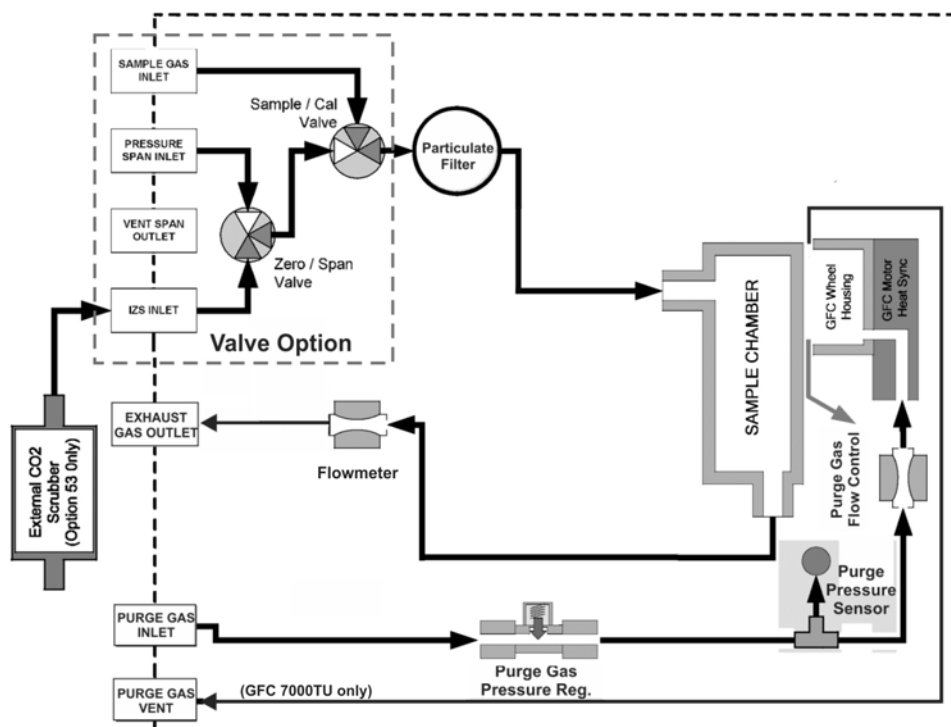 SAMPLE GAS
INLET
Sample / Cal
Valve
PRESSURE
SPAN INLET
Particulate
Filter
VENT SPAN
OUTLET
Zero / Span
Valve
IZS INLET
Valve Option
SAMPLE CHAMBER
GFC Wheel
Housing
GFC Motor
Heat Sync
EXHAUST
GAS OUTLET
Flowmeter
Purge Gas
Flow Control
External CO2
Scrubber
(Option 53 Only)
Purge
Pressure
Sensor
PURGE GAS
INLET
Purge Gas
Pressure Reg.
PURGE GAS
VENT
(GFC 7000TU only)